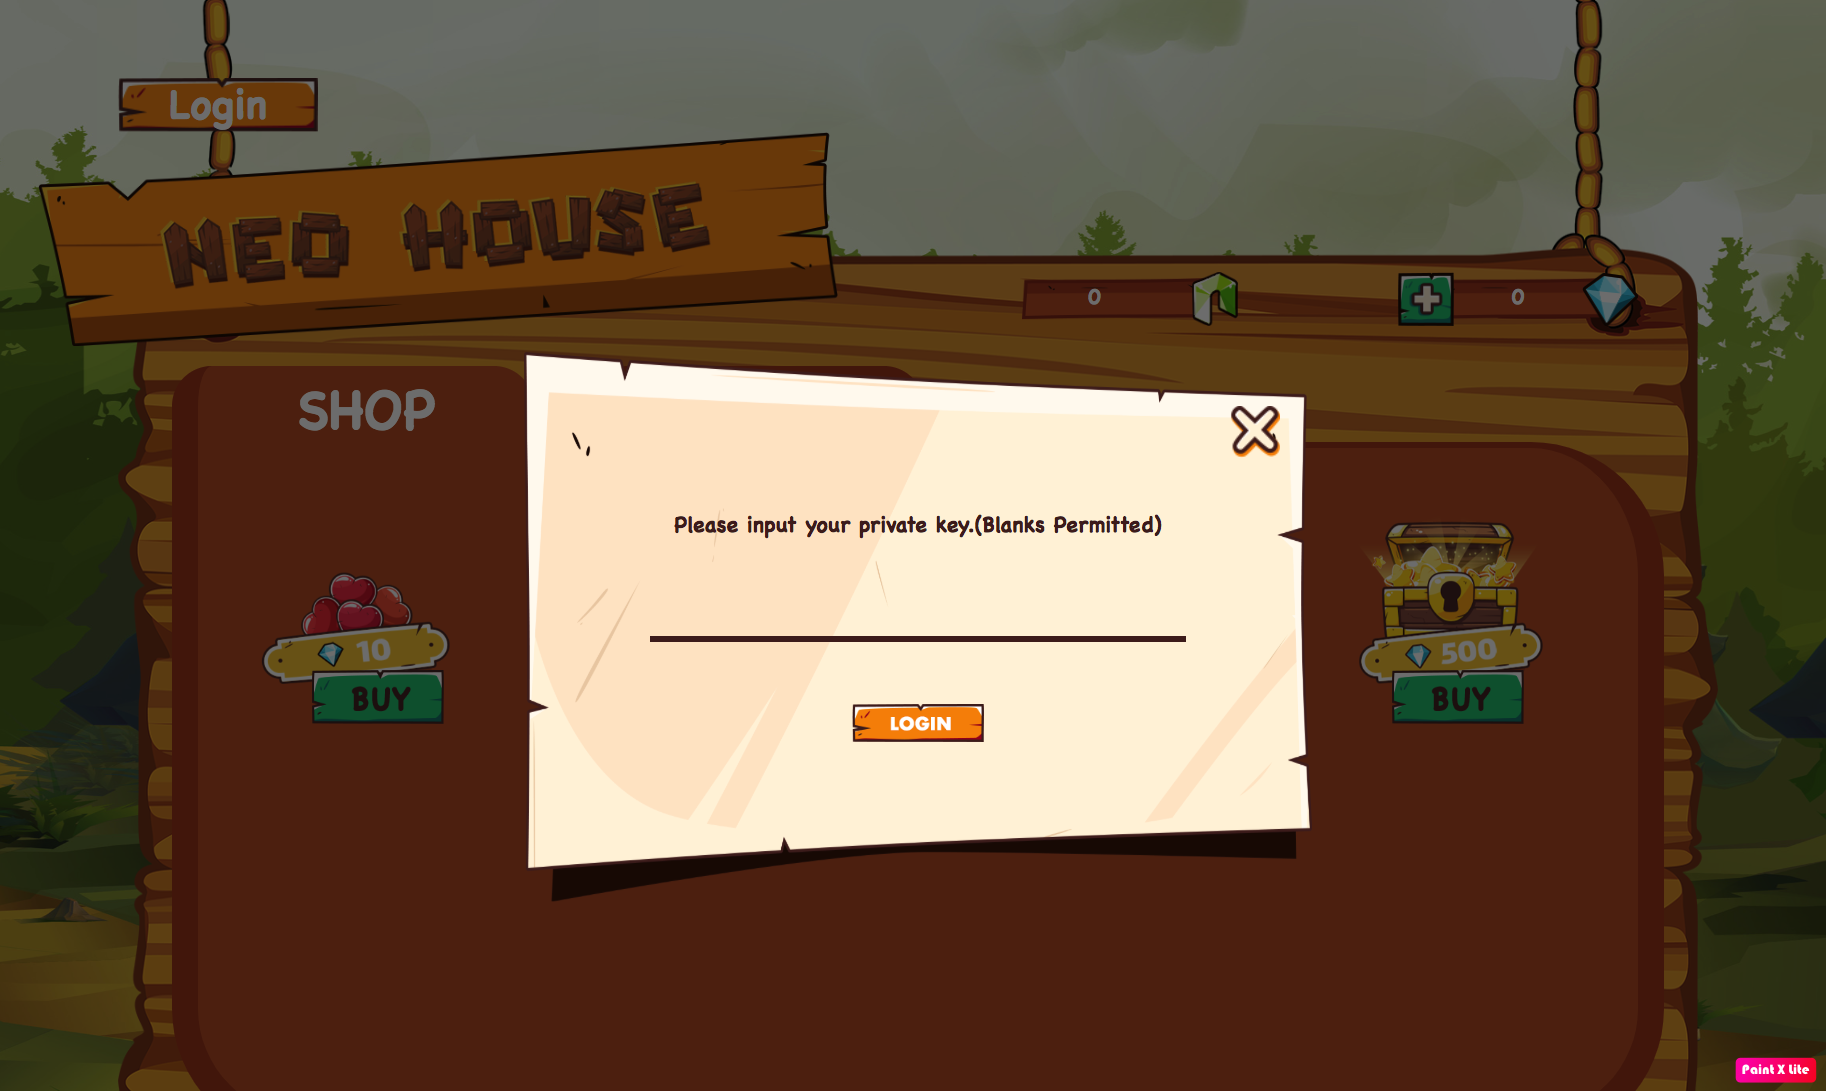 Login
NEO HOUSE
0
0
SHOP
Please input your private key.(Blanks Permitted)
10
500
BUY
BUY
LOGIN
Paint X Lite